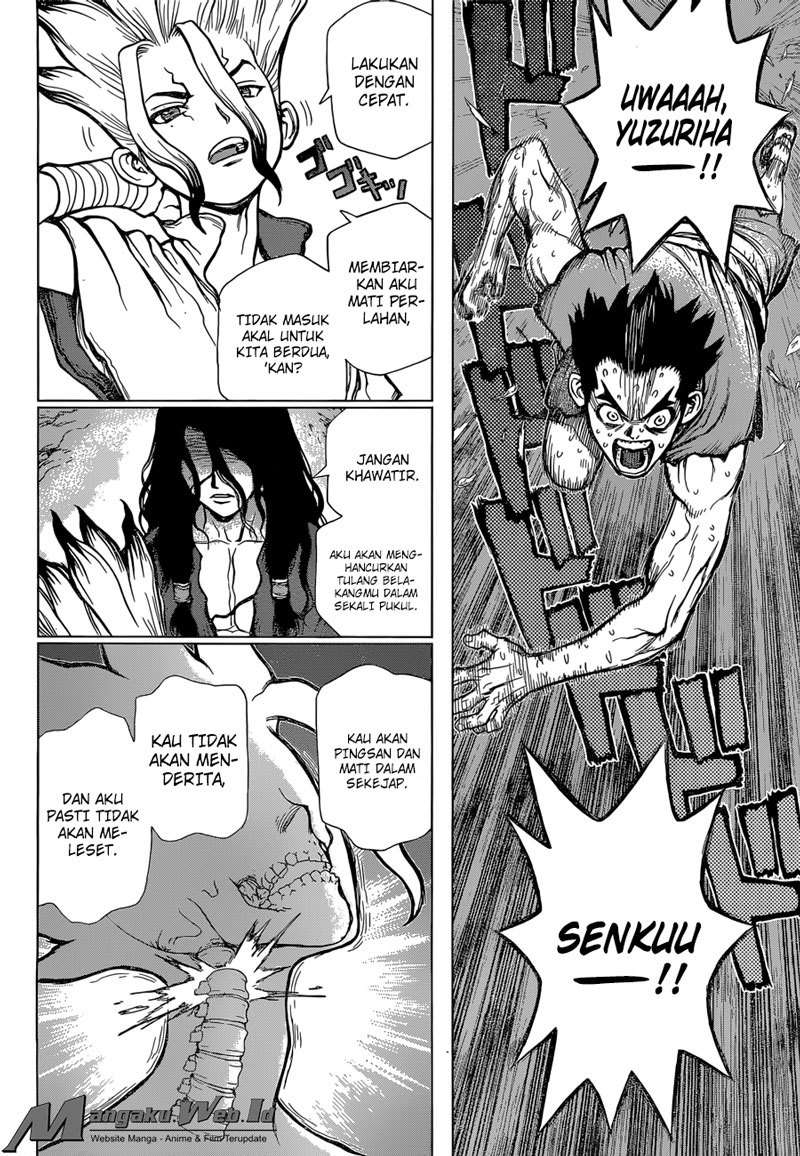 UWAAAH,
YUZURIHA
—!!
SENKUU
—!!
LAKUKAN
DENGAN
CEPAT.
ゴゴキッ
MEMBIAR-
KAN AKU
MATI PER-
LAHAN,
TIDAK MASUK
AKAL UNTUK
KITA BERDUA,
'KAN?
JANGAN
KHAWATIR.
AKU AKAN MENG-
HANCURKAN
TULANG BELA-
KANGMU DALAM
SEKALI PUKUL.
KAU AKAN
PINGSAN DAN
MATI DALAM
SEKEJAP.
KAU TIDAK
AKAN MEN-
DERITA,
DAN AKU
PASTI TIDAK
AKAN ME-
LESET.
Mangaku.Web.Id
Website Manga - Anime & Film Terupdate